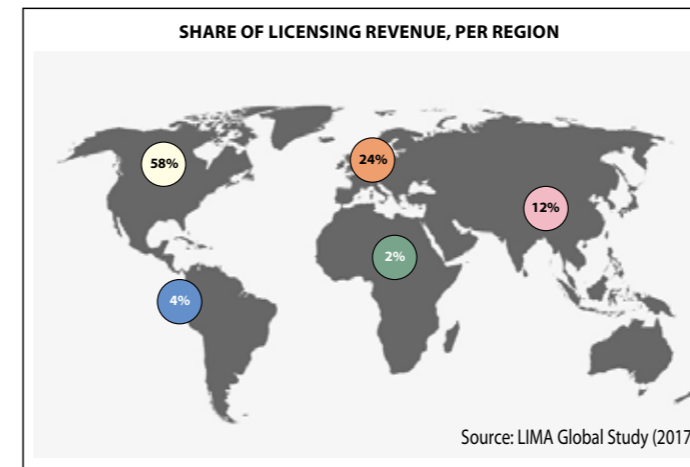 SHARE OF LICENSING REVENUE, PER REGION
58%
24%
12%
2%
4%
Source: LIMA Global Study (2017